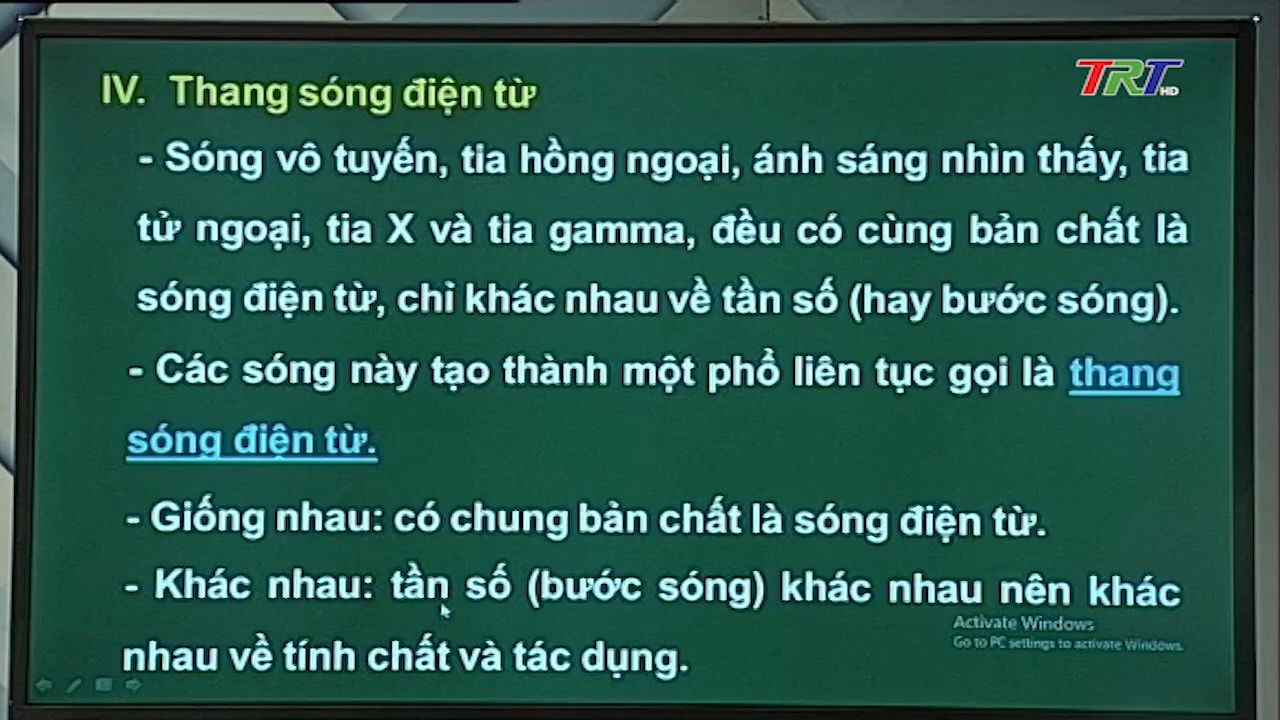 IV. Thang sóng điện từ
TRT HD
- Sóng vô tuyến, tia hồng ngoại, ánh sáng nhìn thấy, tia
tử ngoại, tia X và tia gamma, đều có cùng bản chất là
sóng điện từ, chỉ khác nhau về tần số (hay bước sóng).
- Các sóng này tạo thành một phổ liên tục gọi là thang
sóng điện từ.
- Giống nhau: có chung bản chất là sóng điện từ.
- Khác nhau: tần số (bước sóng) khác nhau nên khác
nhau về tính chất và tác dụng.
Activate Windows
Go to PC settings to activate Windows.